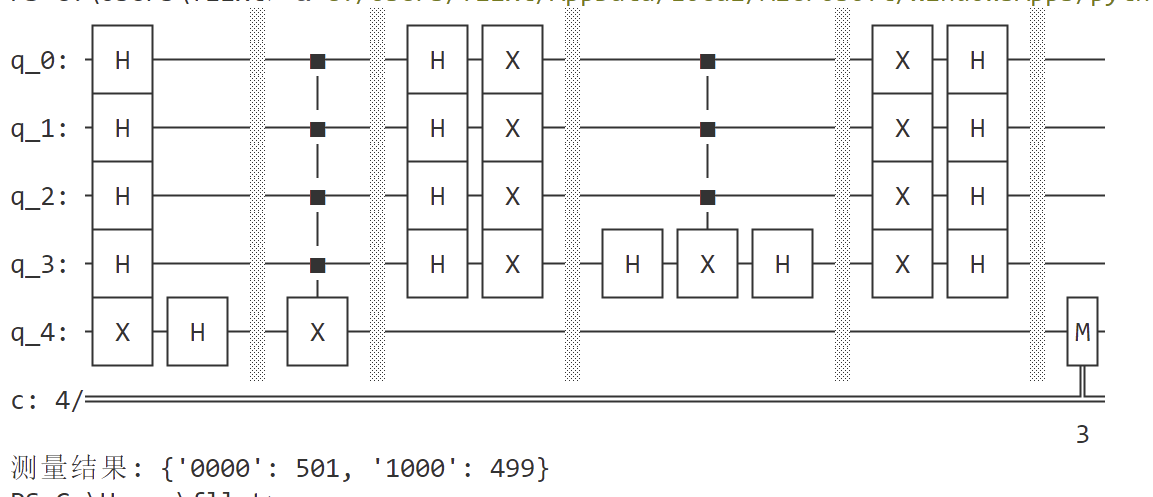 q_0: H H X X H
q_1: H H X X H
q_2: H H X X H
q_3: H H X H X H X H
q_4: X H X M
c: 4/
3
测量结果: {'0000': 501, '1000': 499}